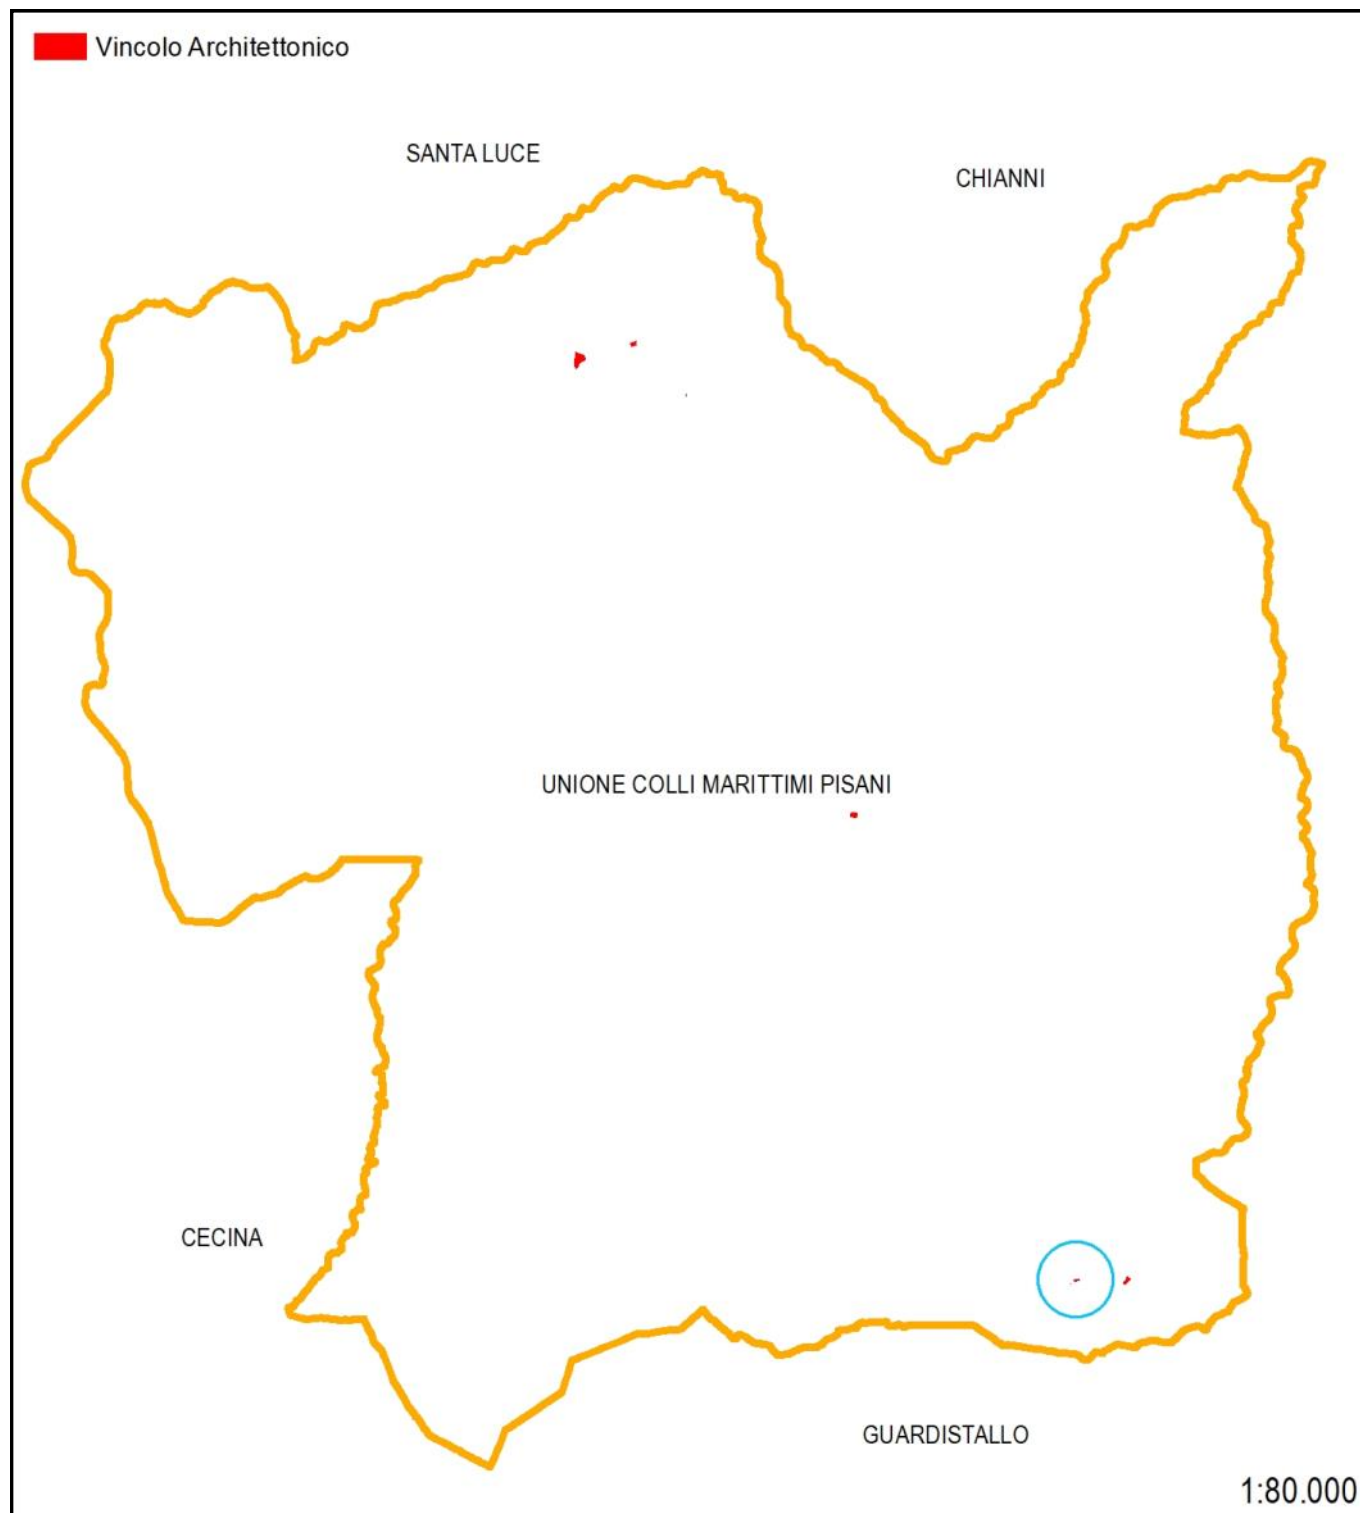 Vincolo Architettonico
SANTA LUCE
CHIANNI
UNIONE COLLI MARITTIMI PISANI
CECINA
GUARDISTALLO
1:80.000